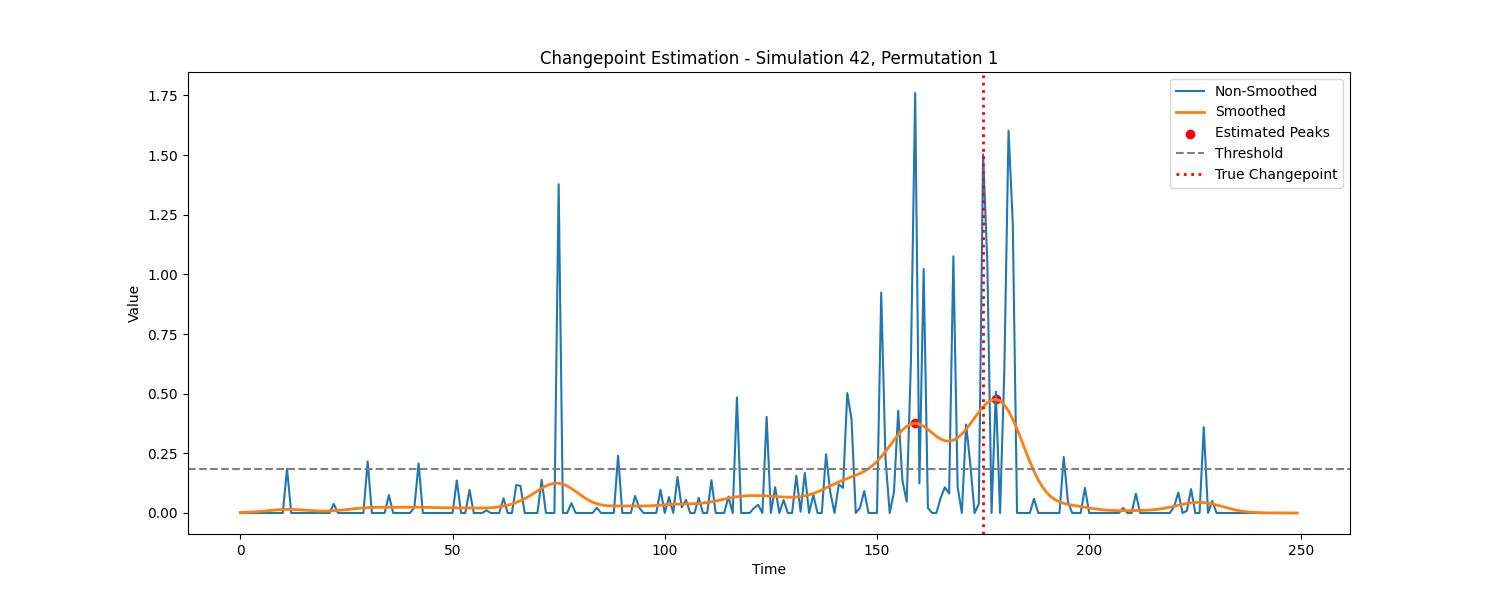 Changepoint Estimation - Simulation 42, Permutation 1
Non-Smoothed
Smoothed
Estimated Peaks
Threshold
True Changepoint
Value
1.75
1.50
1.25
1.00
0.75
0.50
0.25
0.00
0 50 100 150 200 250
Time